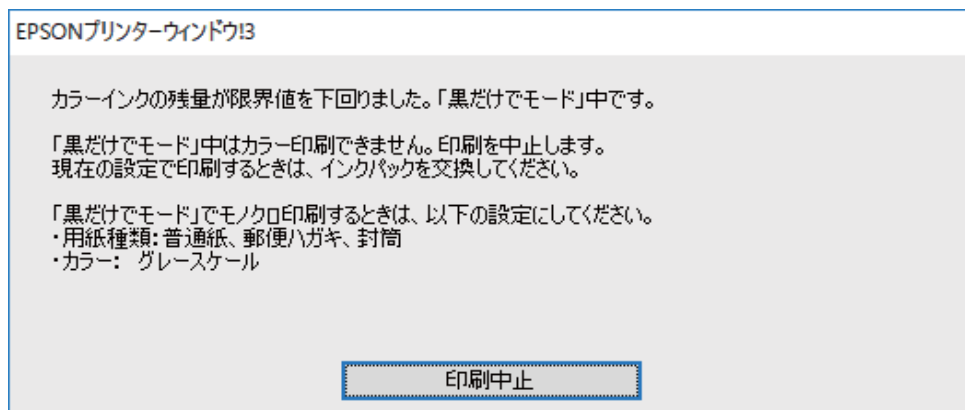 EPSONプリンターウィンドウ!3
カラーインクの残量が限界値を下回りました。「黒だけでモード」中です。
「黒だけでモード」中はカラー印刷できません。印刷を中止します。
現在の設定で印刷するときは、インクパックを交換してください。
「黒だけでモード」でモノクロ印刷するときは、以下の設定にしてください。
・用紙種類：普通紙、郵便ハガキ、封筒
・カラー： グレースケール
印刷中止